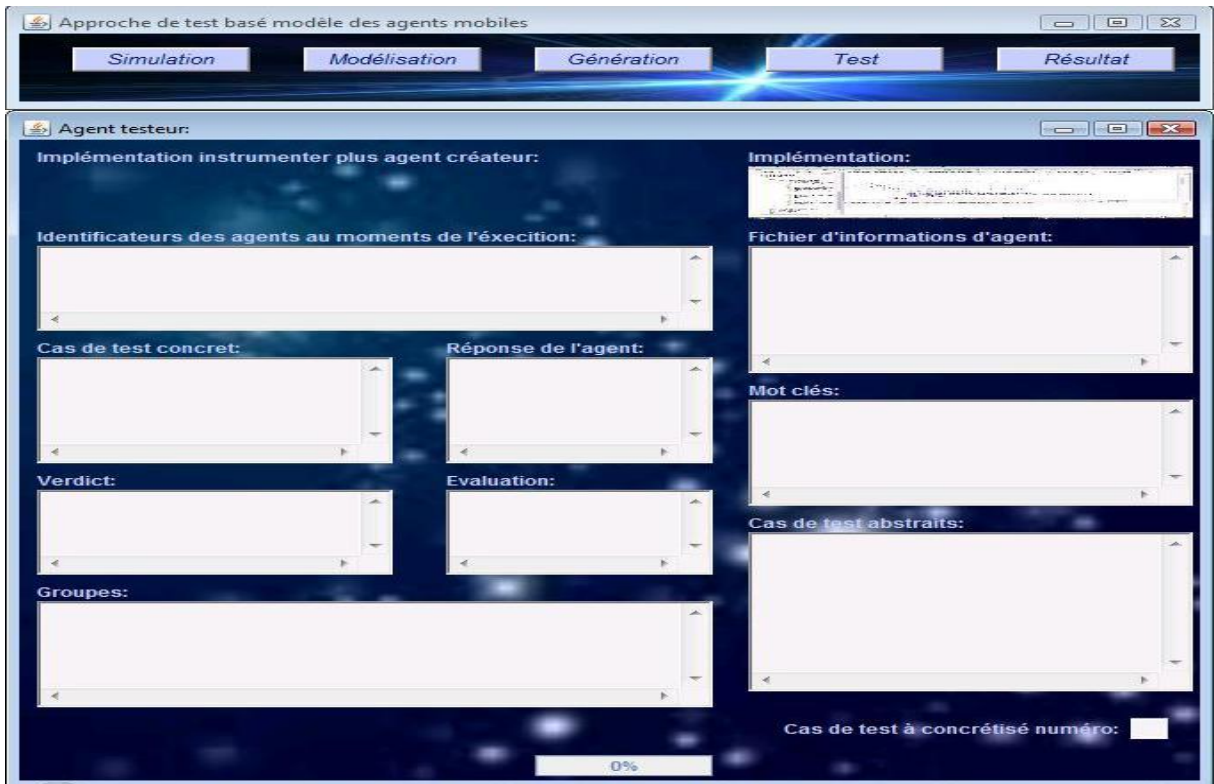 Approche de test basé modèle des agents mobiles
Simulation Modélisation Génération Test Résultat
Agent testeur:
Implémentation instrumenter plus agent créateur:
Implémentation:
Identificateurs des agents au moments de l'éxecition:
Fichier d'informations d'agent:
Cas de test concret:
Réponse de l'agent:
Mot clés:
Verdict:
Evaluation:
Cas de test abstraits:
Groupes:
Cas de test à concrétisé numéro:
0%